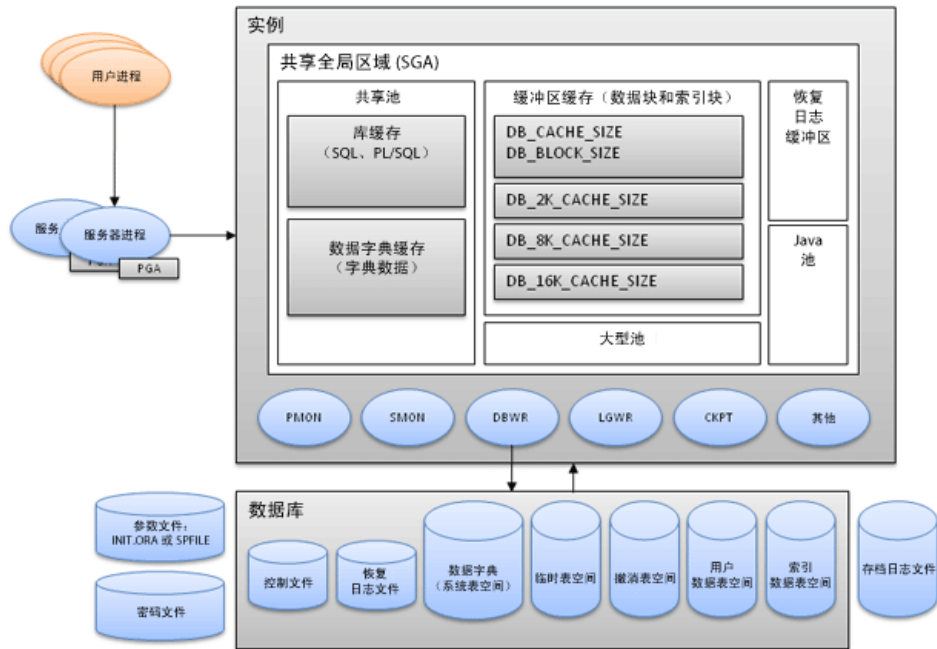 实例
共享全局区域 (SGA)
用户进程
共享池
缓冲区缓存（数据块和索引块）
恢复
日志
缓冲区
库缓存
（SQL、PL/SQL）
DB_CACHE_SIZE
DB_BLOCK_SIZE
DB_2K_CACHE_SIZE
服务
服务器进程
数据字典缓存
（字典数据）
DB_8K_CACHE_SIZE
Java
池
PGA
DB_16K_CACHE_SIZE
大型池
PMON
SMON
DBWR
LGWR
CKPT
其他
数据库
参数文件：
INIT.ORA 或 SPFILE
控制文件
恢复
日志文件
数据字典
（系统表空间）
临时表空间
撤消表空间
用户
数据表空间
索引
数据表空间
存档日志文件
密码文件